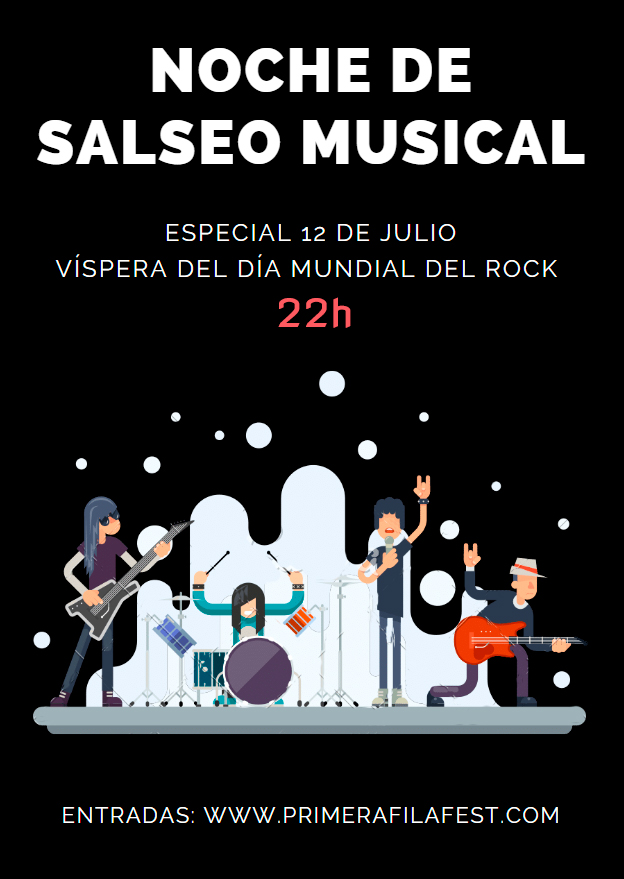 NOCHE DE
SALSEO MUSICAL
ESPECIAL 12 DE JULIO
VÍSPERA DEL DÍA MUNDIAL DEL ROCK
22h
ENTRADAS: WWW.PRIMERAFILAFEST.COM